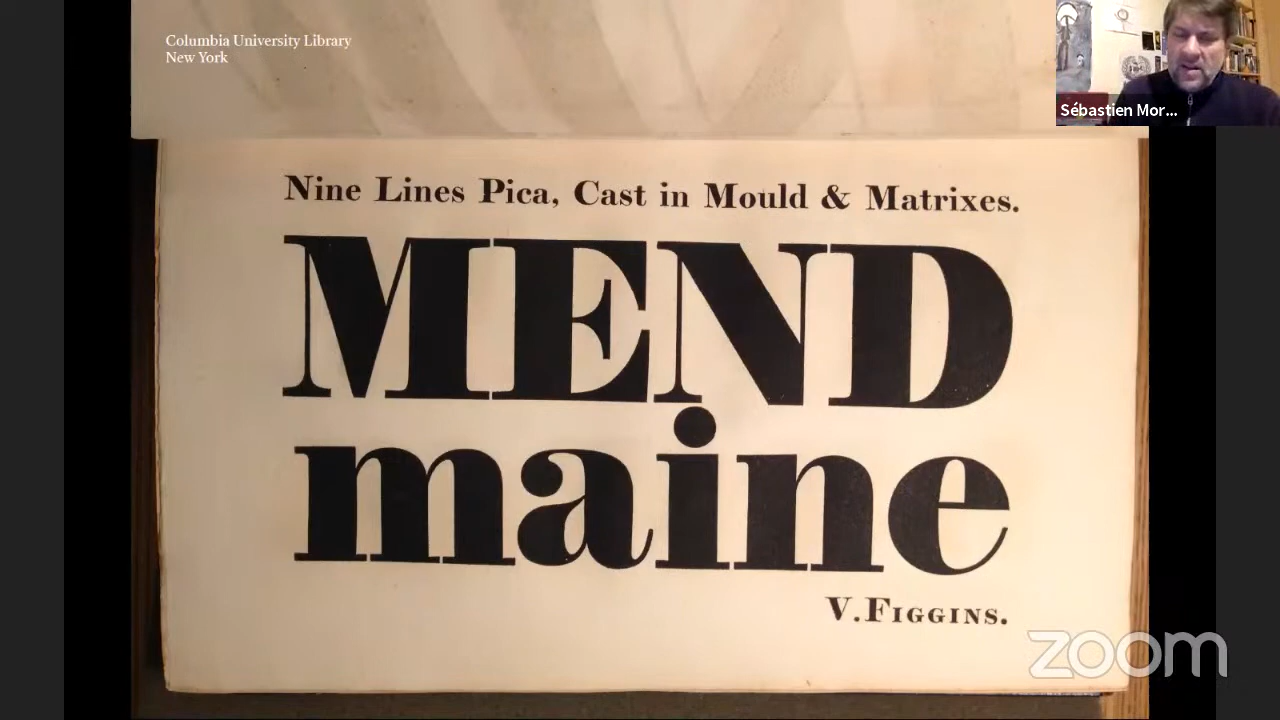 Columbia University Library
New York
Sébastien Mor...
Nine Lines Pica, Cast in Mould & Matrixes.
MEND
maine
V. FIGGINS.
zoom